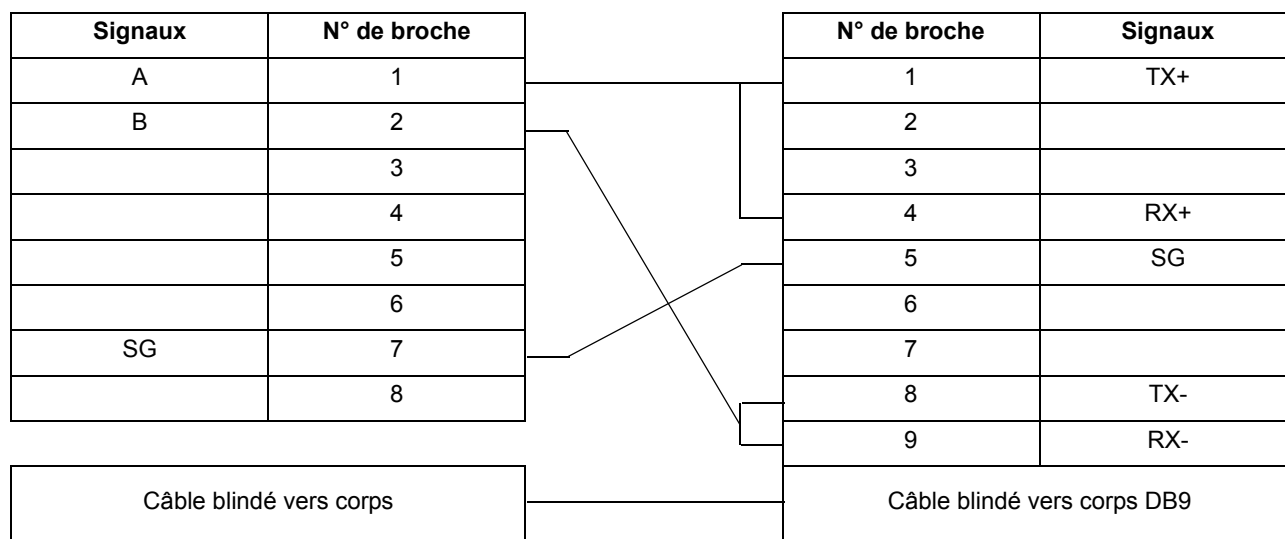 Signaux N° de broche N° de broche Signaux
A 1 1 TX+
B 2 2
3 3
4 4 RX+
5 5 SG
6 6
SG 7 7
8 8 TX-
9 RX-
Câble blindé vers corps Câble blindé vers corps DB9